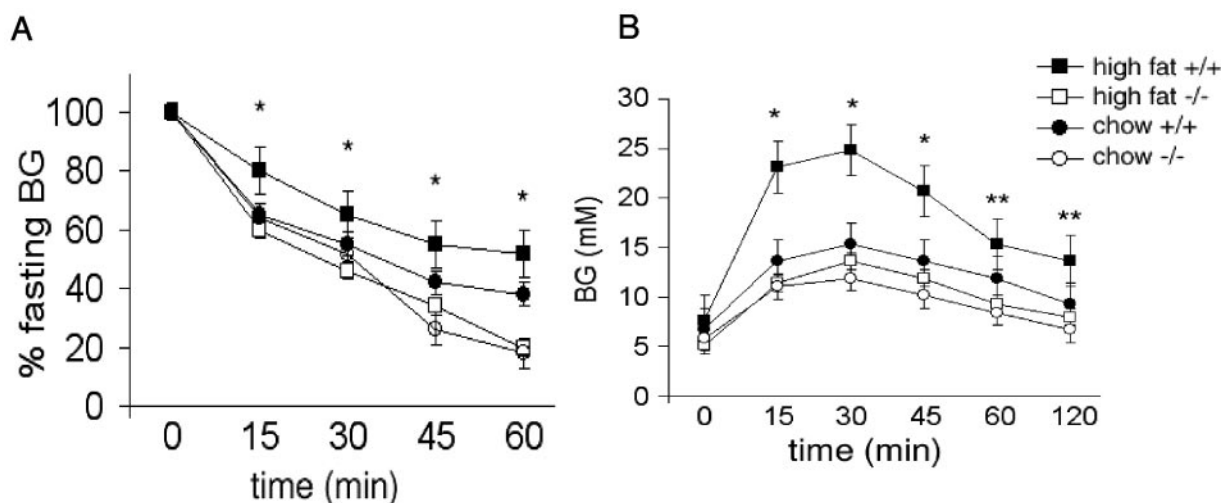 A
100
80
60
40
20
0
% fasting BG
* * * *
0 15 30 45 60
time (min)
B
high fat +/+
high fat -/-
chow +/+
chow -/-
30
25
20
15
10
5
0
BG (mM)
* * * ** **
0 15 30 45 60 120
time (min)